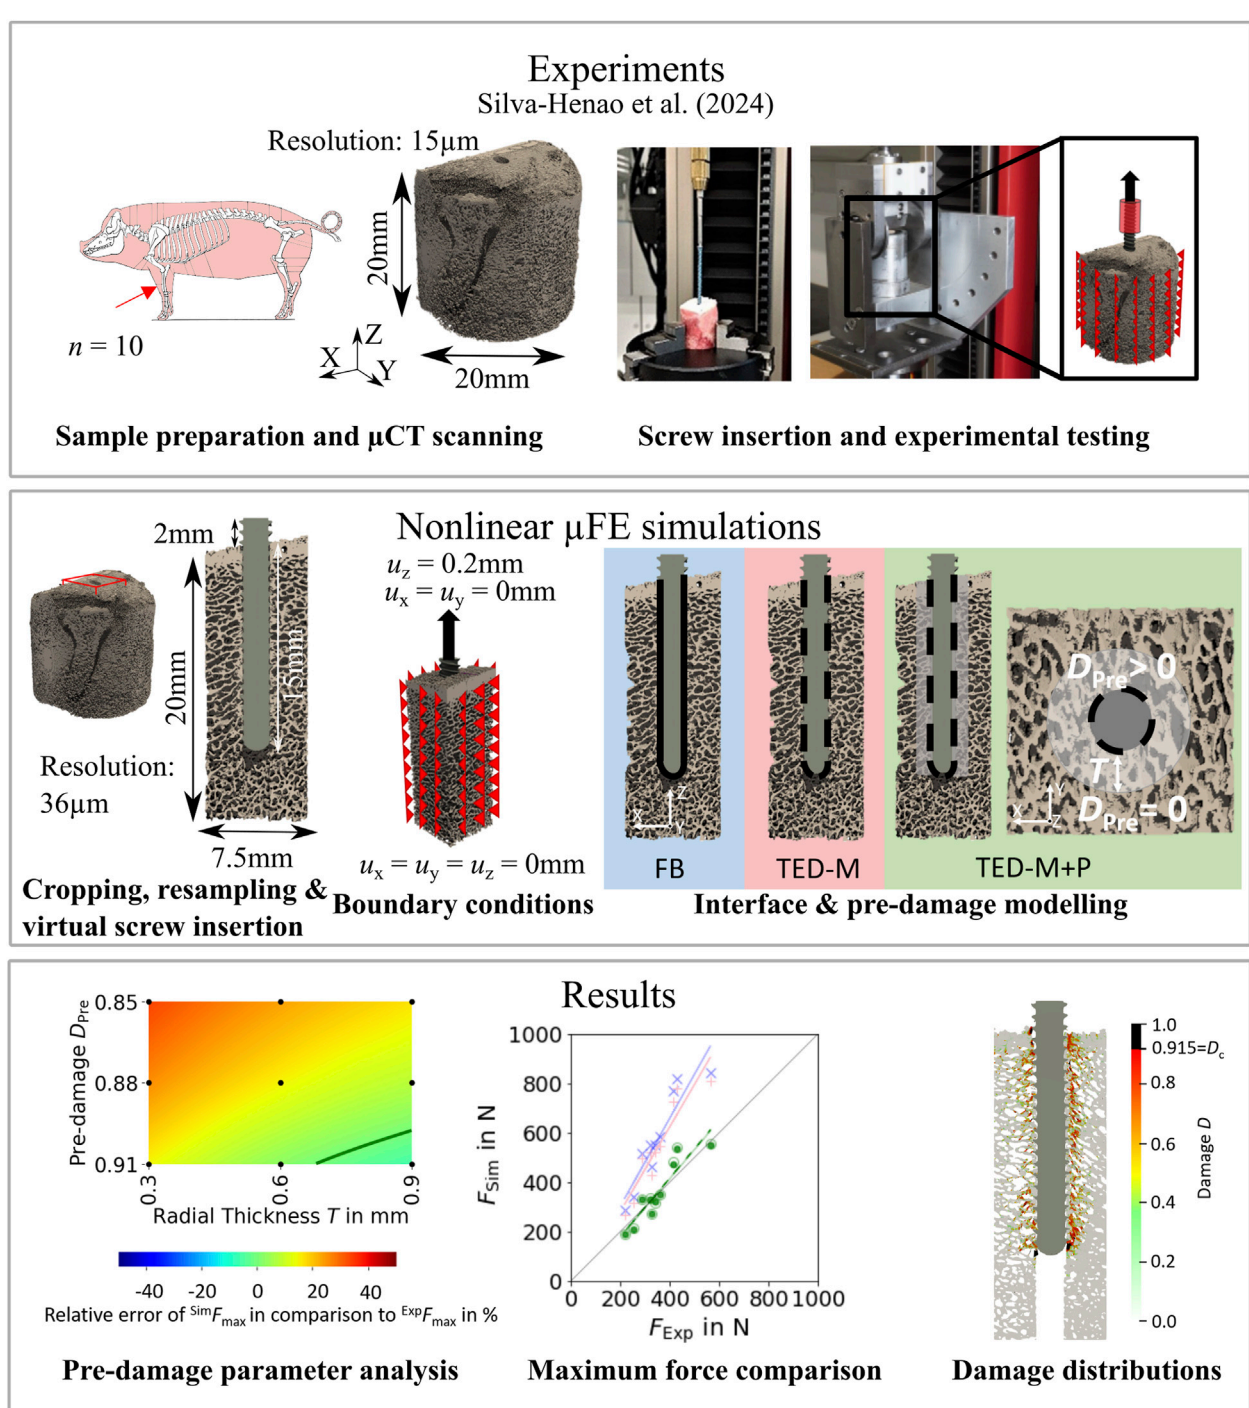 Experiments
Silva-Henao et al. (2024)
Resolution: 15µm
20mm
n = 10
Z
X
Y
20mm
Sample preparation and µCT scanning
Screw insertion and experimental testing
Nonlinear µFE simulations
2mm
15mm
20mm
Resolution:
36µm
7.5mm
Cropping, resampling &
virtual screw insertion
uz = 0.2mm
ux = uy = 0mm
ux = uy = uz = 0mm
Boundary conditions
Z
X
Y
FB
TED-M
TED-M+P
DPre > 0
T
DPre = 0
Y
X
Z
Interface & pre-damage modelling
Results
Pre-damage DPre
0.85
0.88
0.91
0.3
0.6
0.9
Radial Thickness T in mm
-40 -20 0 20 40
Relative error of SimFmax in comparison to ExpFmax in %
Pre-damage parameter analysis
FSim in N
1000
800
600
400
200
0
0 200 400 600 800 1000
FExp in N
Maximum force comparison
1.0
0.915=Dc
0.8
0.6
0.4
0.2
0.0
Damage D
Damage distributions